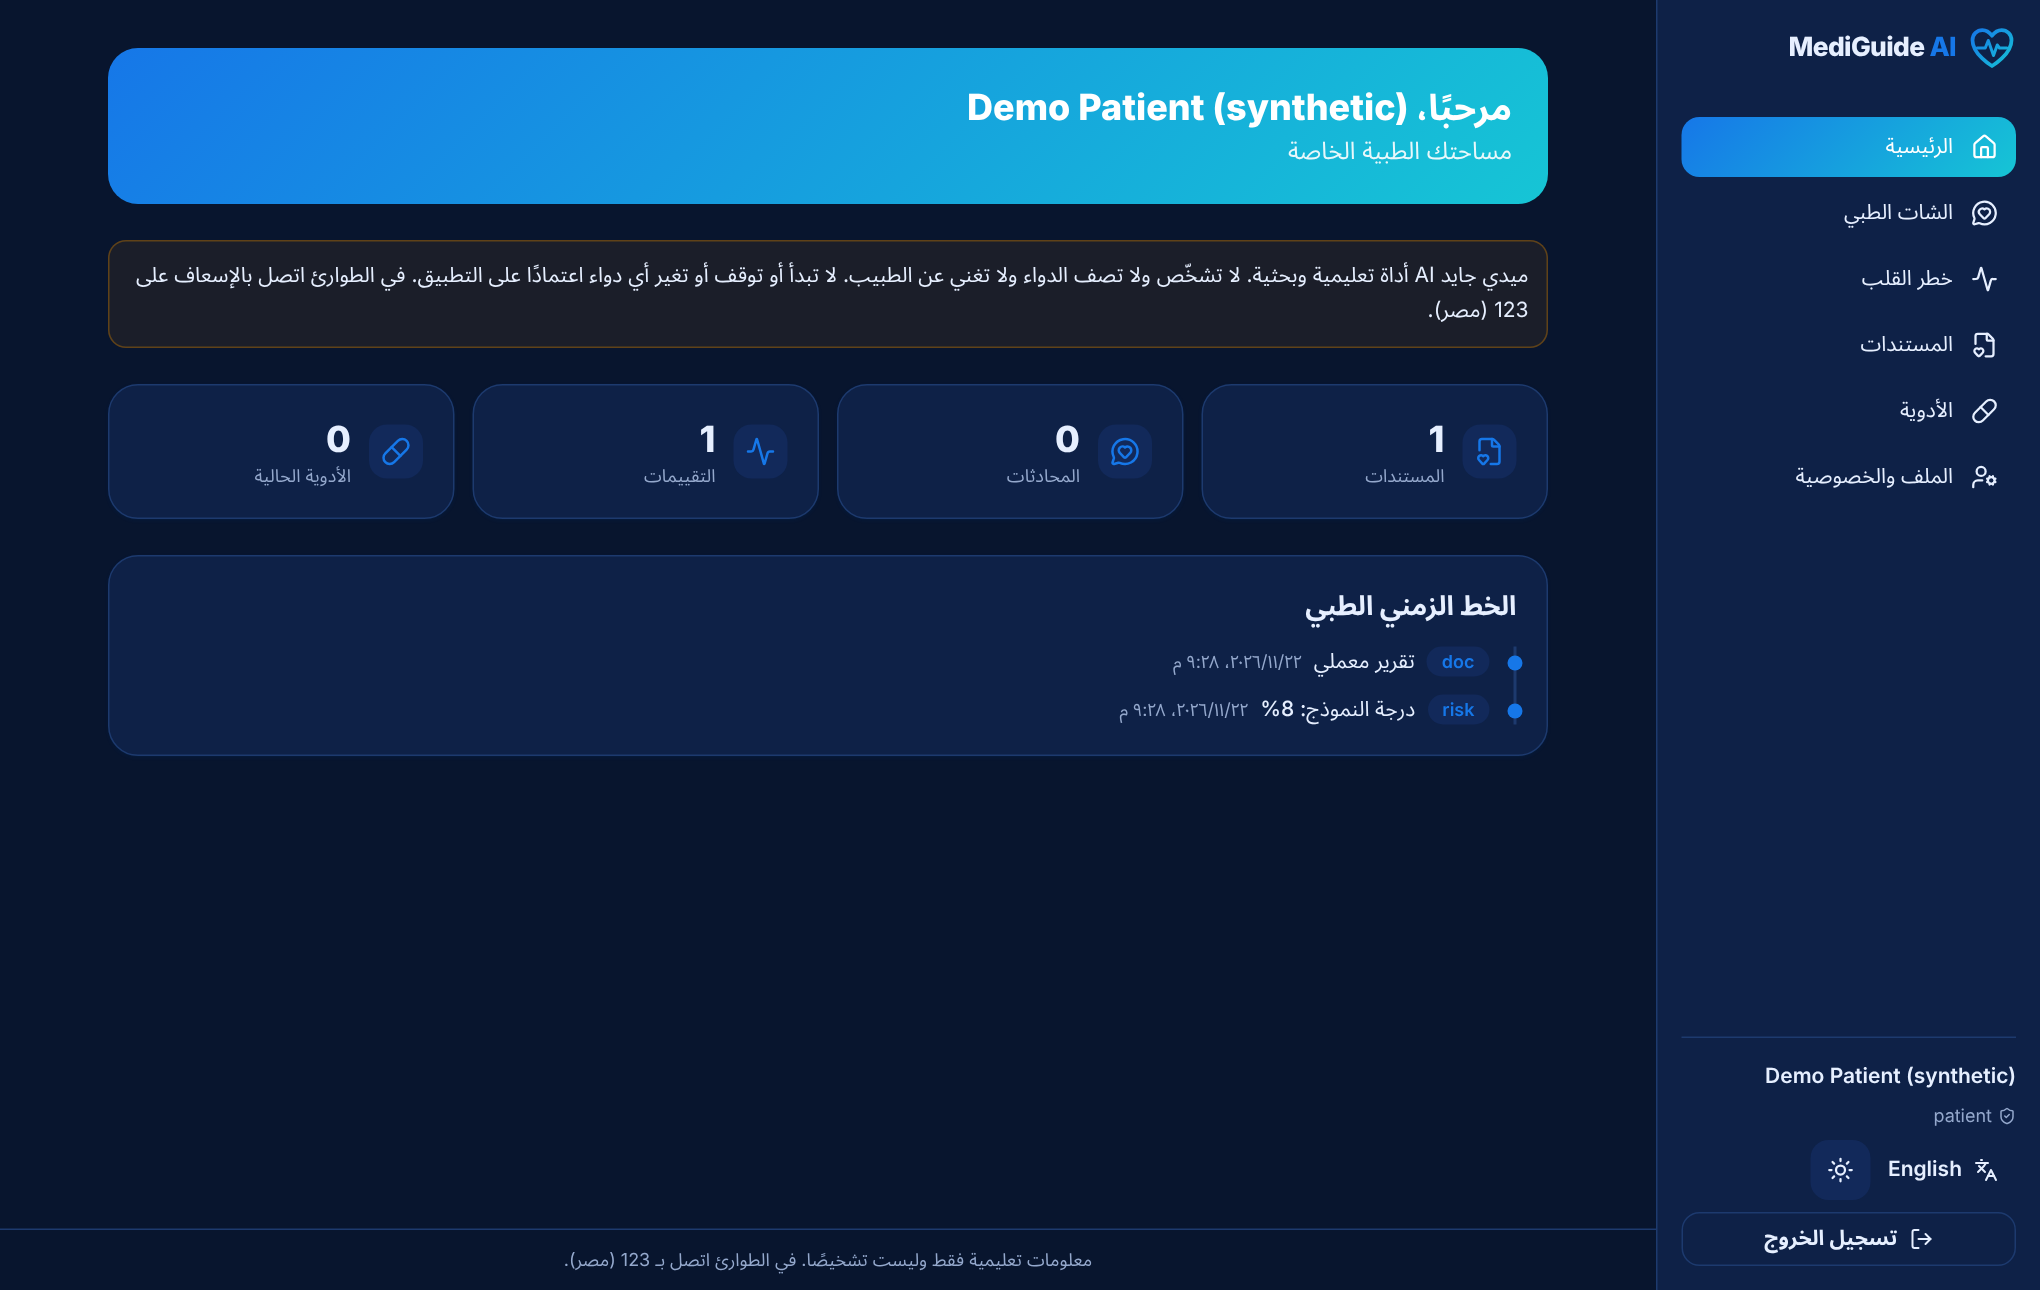 MediGuide AI
الرئيسية
الشات الطبي
خطر القلب
المستندات
الأدوية
الملف والخصوصية
Demo Patient (synthetic)
patient
English
تسجيل الخروج
مرحبًا، Demo Patient (synthetic)
مساحتك الطبية الخاصة
ميدي جايد AI أداة تعليمية وبحثية. لا تشخّص ولا تصف الدواء ولا تغني عن الطبيب. لا تبدأ أو توقف أو تغير أي دواء اعتمادًا على التطبيق. في الطوارئ اتصل بالإسعاف على
123 (مصر).
1
المستندات
0
المحادثات
1
التقييمات
0
الأدوية الحالية
الخط الزمني الطبي
doc تقرير معملي ٢٠٢٦/١١/٢٢، ٩:٢٨ م
risk درجة النموذج: 8% ٢٠٢٦/١١/٢٢، ٩:٢٨ م
معلومات تعليمية فقط وليست تشخيصًا. في الطوارئ اتصل بـ 123 (مصر).